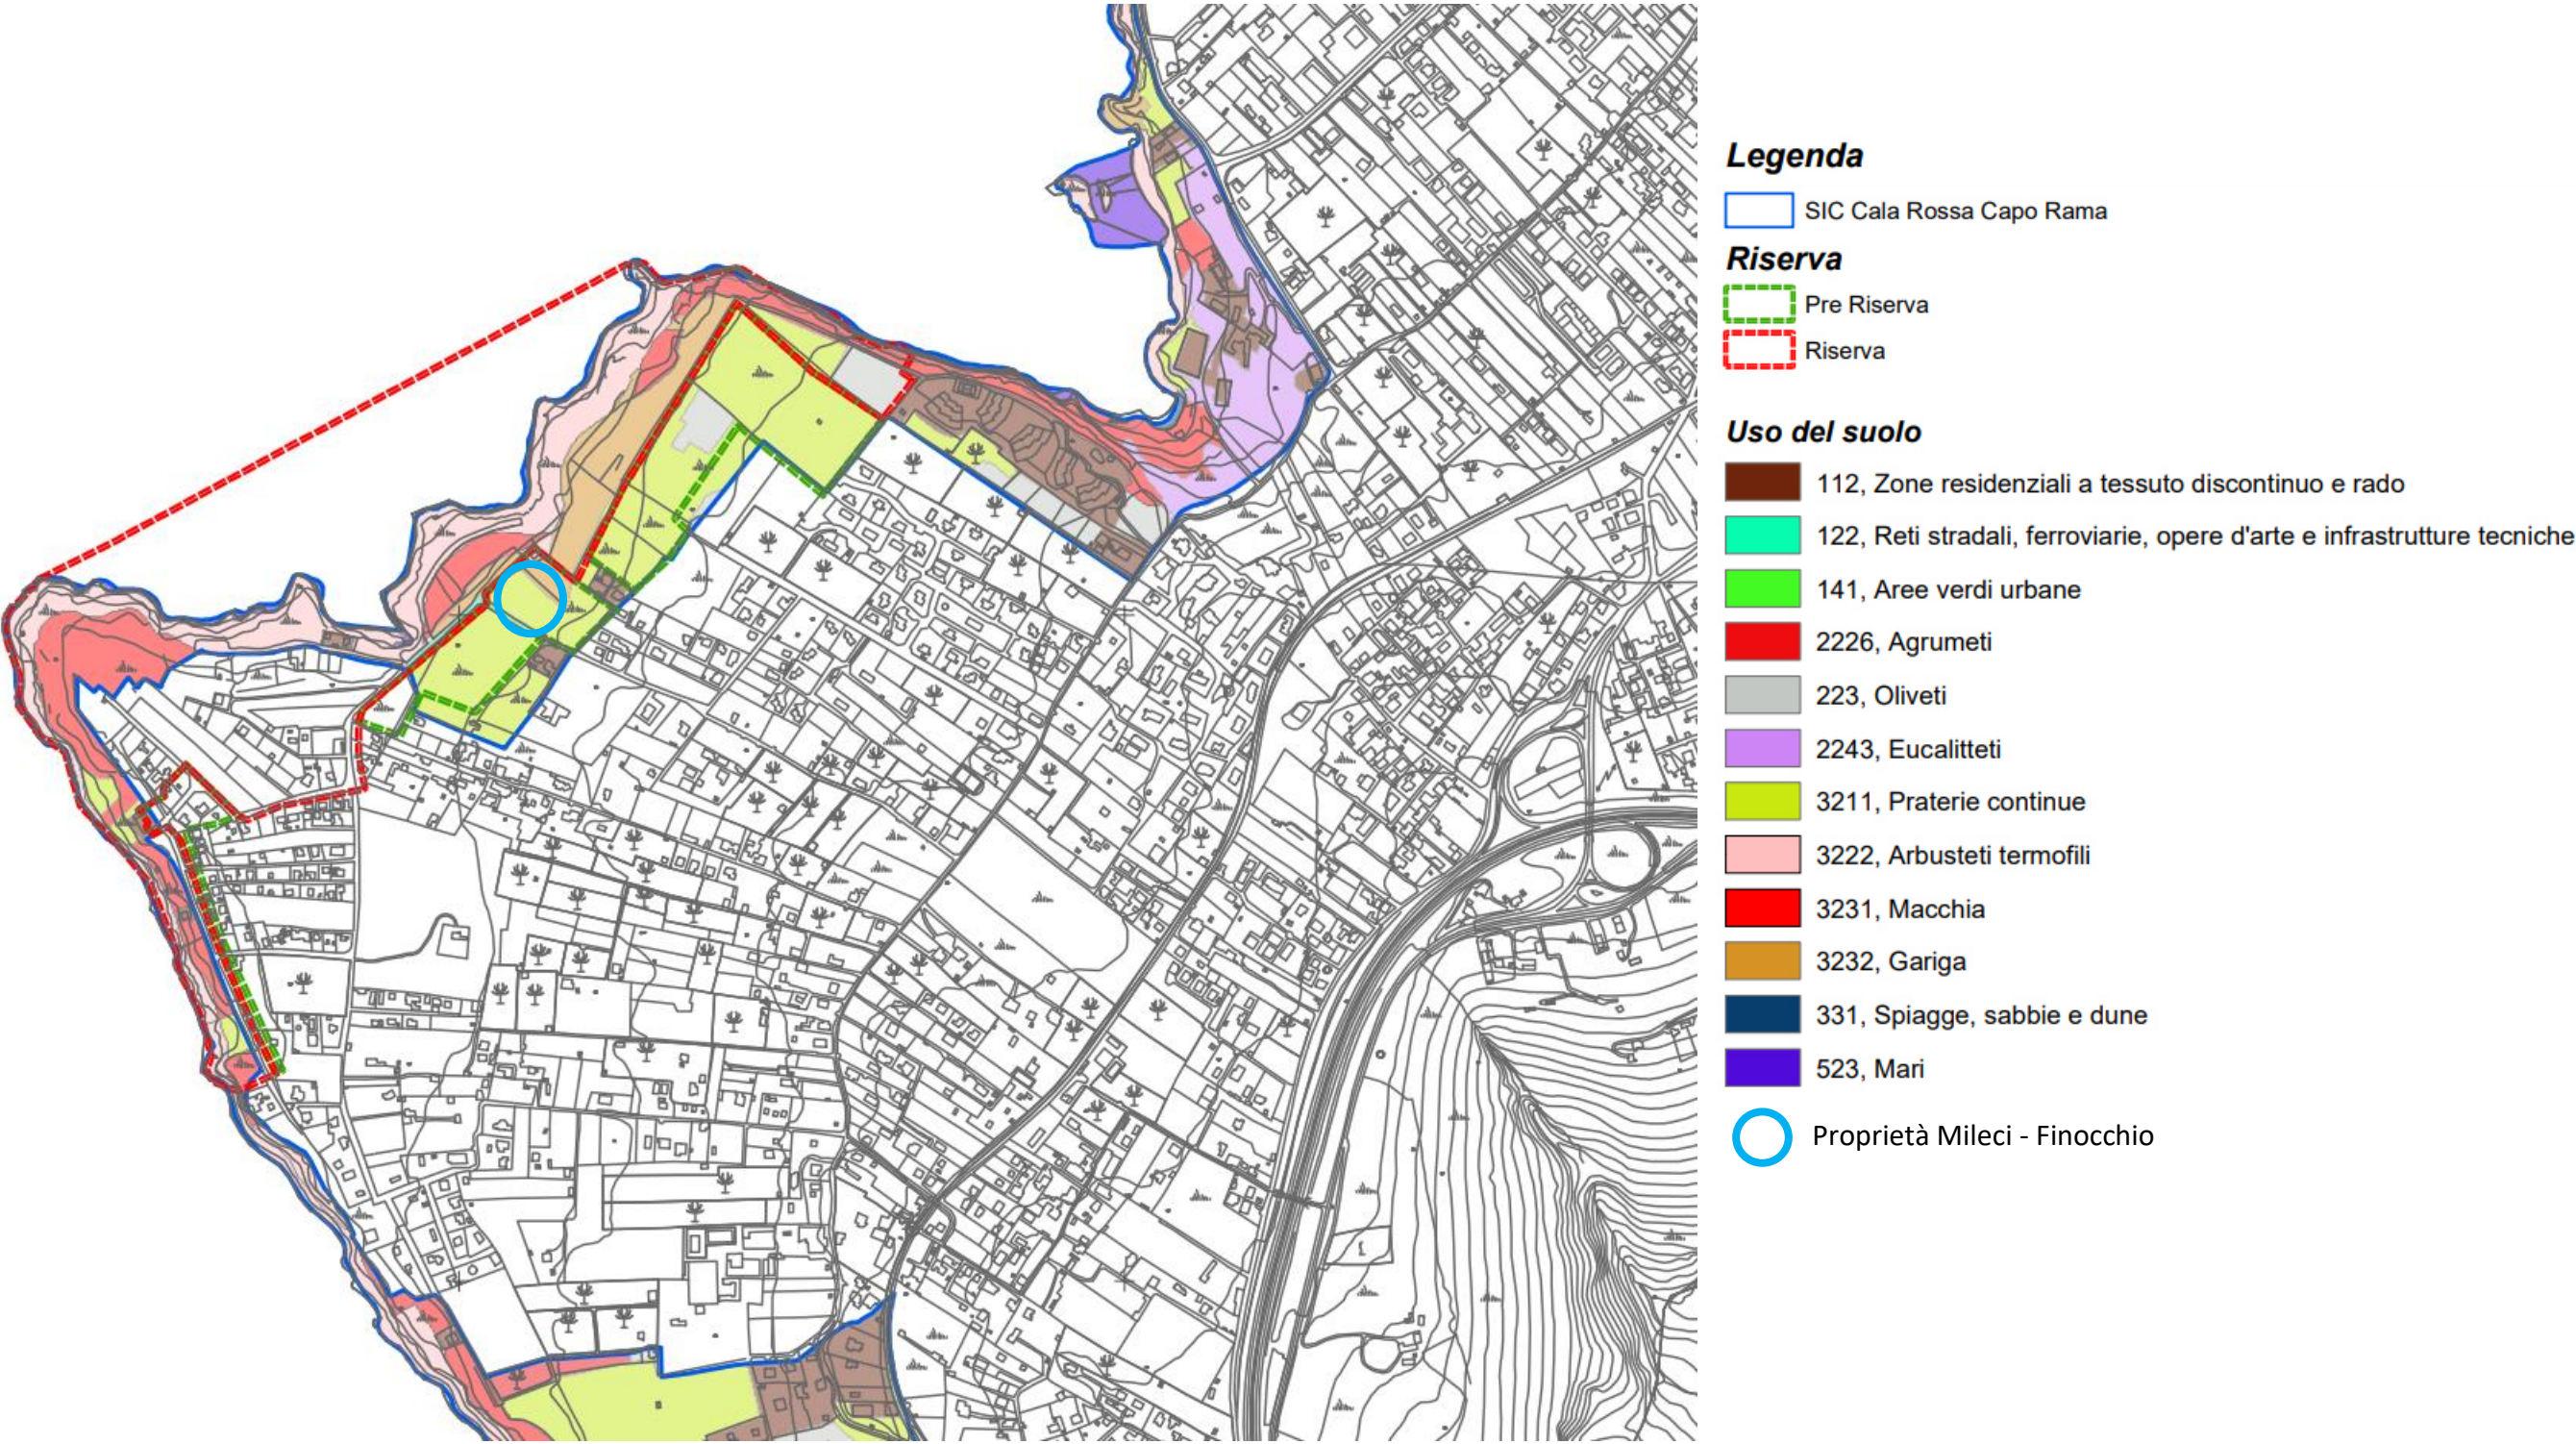 Legenda
SIC Cala Rossa Capo Rama
Riserva
Pre Riserva
Riserva
Uso del suolo
112, Zone residenziali a tessuto discontinuo e rado
122, Reti stradali, ferroviarie, opere d'arte e infrastrutture tecniche
141, Aree verdi urbane
2226, Agrumeti
223, Oliveti
2243, Eucalitteti
3211, Praterie continue
3222, Arbusteti termofili
3231, Macchia
3232, Gariga
331, Spiagge, sabbie e dune
523, Mari
Proprietà Mileci - Finocchio